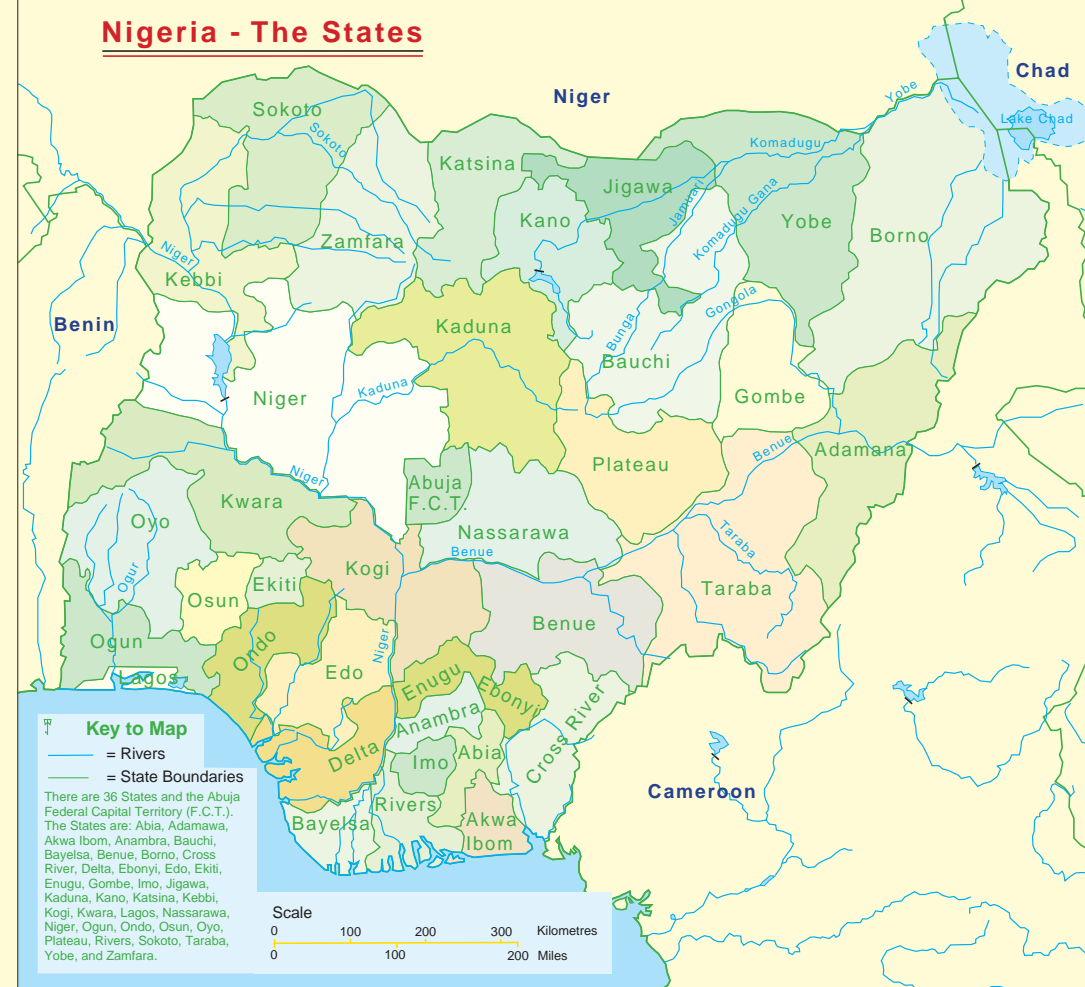 Nigeria - The States
Chad
Niger
Yobe
Lake Chad
Sokoto
Sokoto
Komadugu
Katsina
Jigawa
Jamuari
Komadugu Gana
Kano
Yobe
Borno
Zamfara
Niger
Kebbi
Gongola
Benin
Kaduna
Bunga
Bauchi
Kaduna
Niger
Gombe
Benue
Adamana
Plateau
Niger
Abuja
F.C.T.
Kwara
Oyo
Nassarawa
Taraba
Benue
Kogi
Ogur
Ekiti
Osun
Taraba
Benue
Ogun
Ondo
Niger
Edo
Lagos
Enugu
Ebonyi
Anambra
Cross River
Delta
Abia
Imo
Cameroon
Rivers
Bayelsa
Akwa
Ibom
Key to Map
= Rivers
= State Boundaries
There are 36 States and the Abuja
Federal Capital Territory (F.C.T.).
The States are: Abia, Adamawa,
Akwa Ibom, Anambra, Bauchi,
Bayelsa, Benue, Borno, Cross
River, Delta, Ebonyi, Edo, Ekiti,
Enugu, Gombe, Imo, Jigawa,
Kaduna, Kano, Katsina, Kebbi,
Kogi, Kwara, Lagos, Nassarawa,
Niger, Ogun, Ondo, Osun, Oyo,
Plateau, Rivers, Sokoto, Taraba,
Yobe, and Zamfara.
Scale
0 100 200 300 Kilometres
0 100 200 Miles